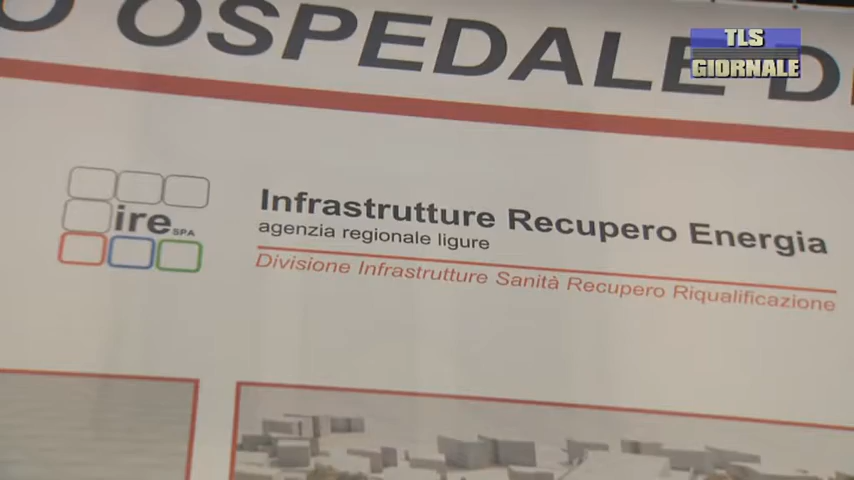 O OSPEDALE D
TLS
GIORNALE
ire SPA
Infrastrutture Recupero Energia
agenzia regionale ligure
Divisione Infrastrutture Sanità Recupero Riqualificazione